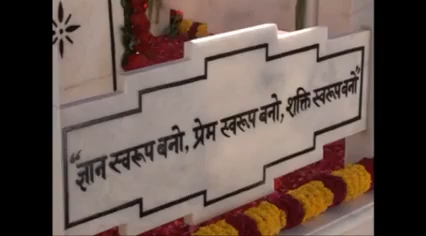 “ज्ञान स्वरूप बनो, प्रेम स्वरूप बनो, शक्ति स्वरूप बनो”